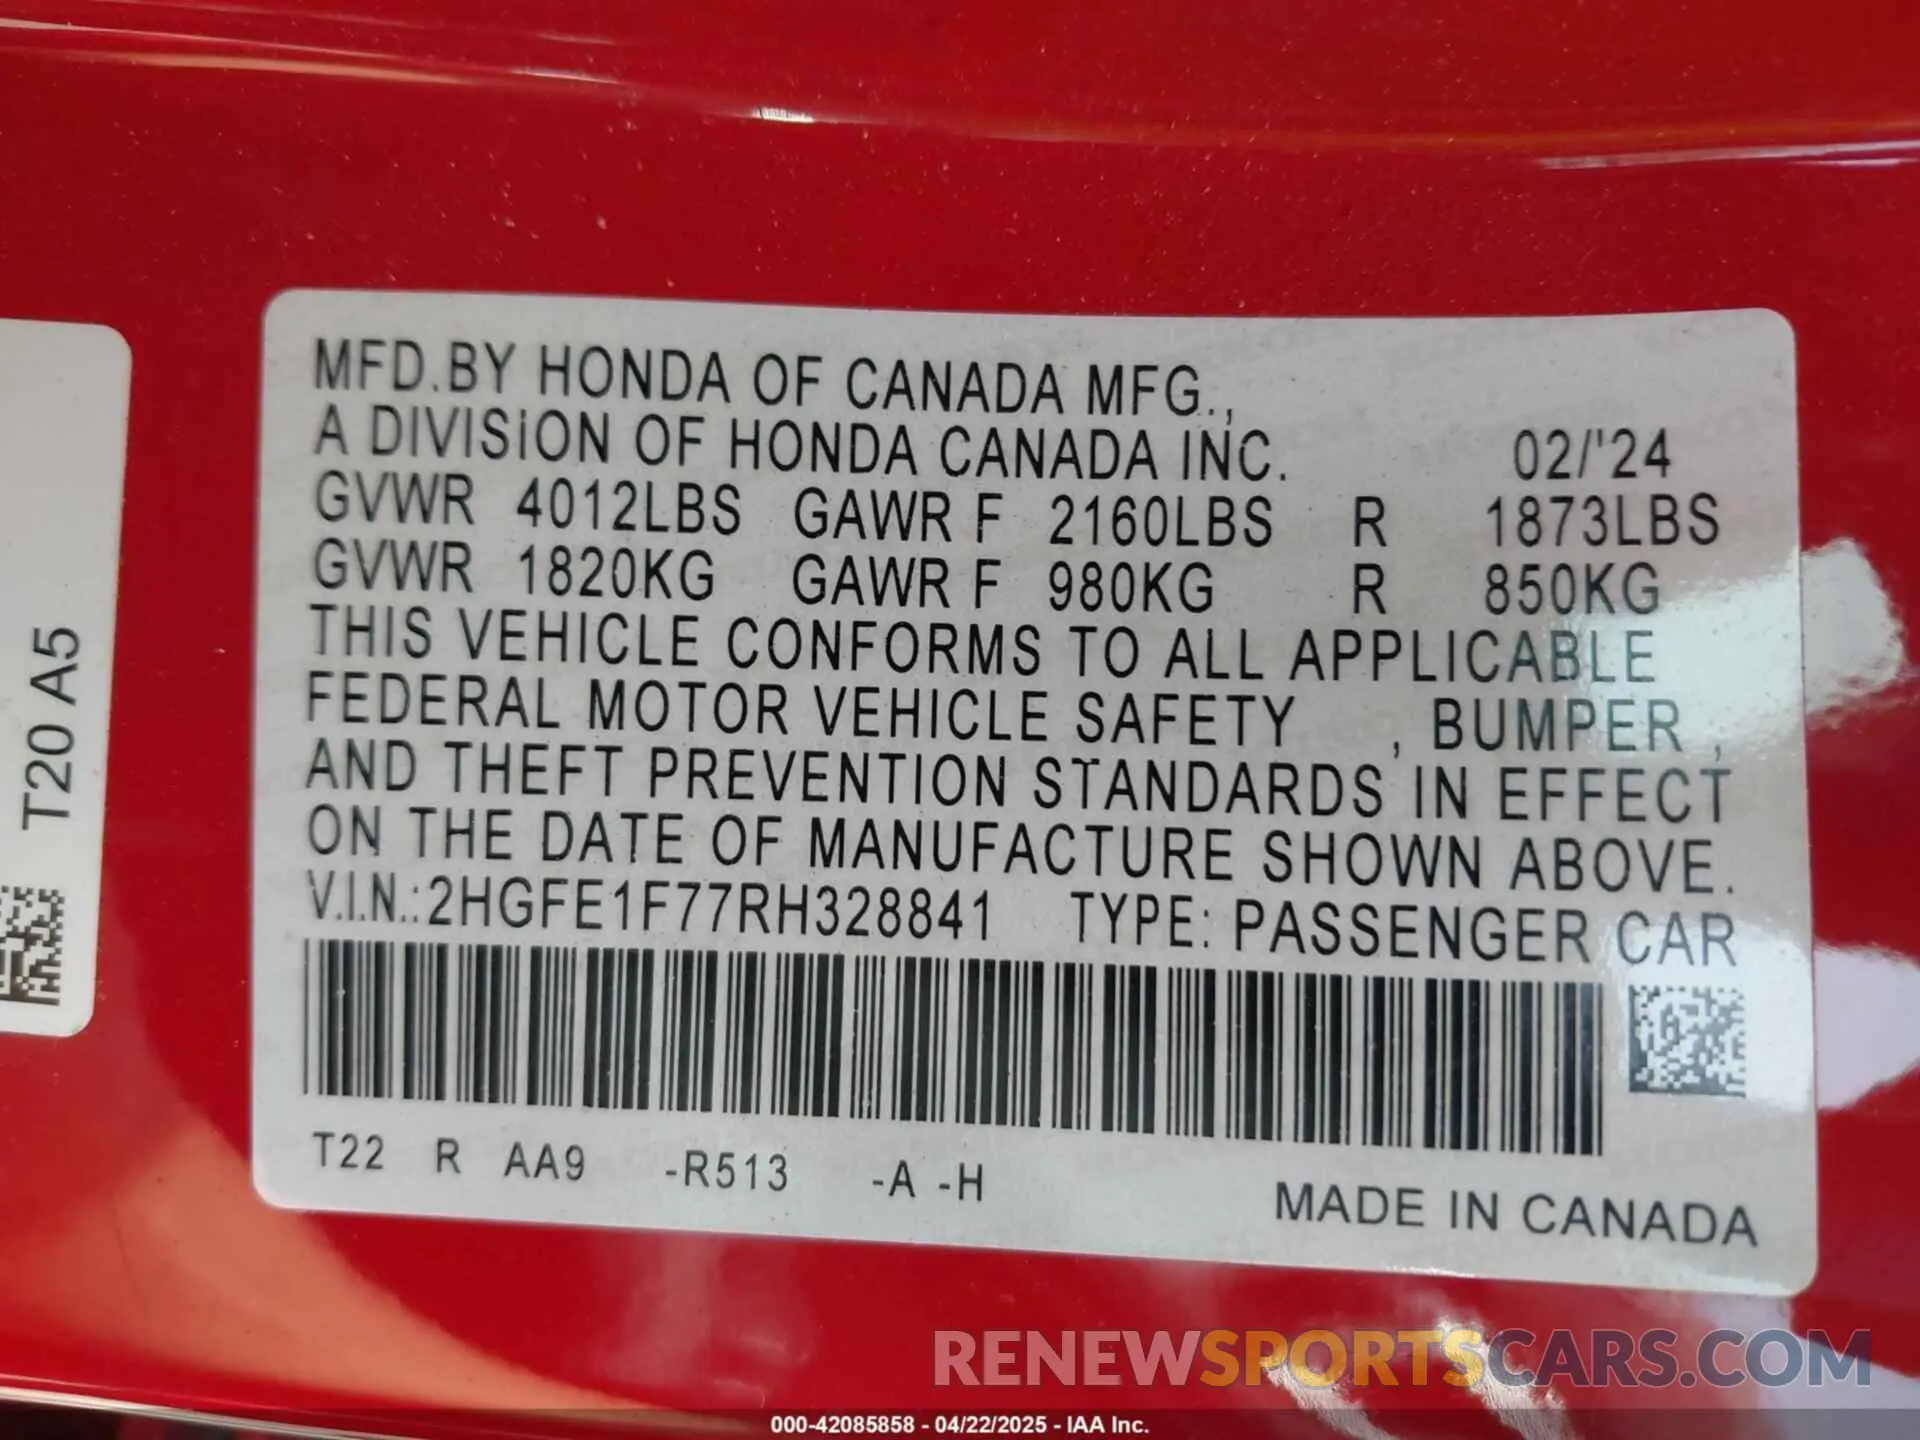 MFD.BY HONDA OF CANADA MFG.,
A DIVISION OF HONDA CANADA INC. 02/'24
GVWR 4012LBS GAWR F 2160LBS R 1873LBS
GVWR 1820KG GAWR F 980KG R 850KG
THIS VEHICLE CONFORMS TO ALL APPLICABLE
FEDERAL MOTOR VEHICLE SAFETY , BUMPER ,
AND THEFT PREVENTION STANDARDS IN EFFECT
ON THE DATE OF MANUFACTURE SHOWN ABOVE.
V.I.N.:2HGFE1F77RH328841 TYPE: PASSENGER CAR
T22 R AA9 -R513 -A -H
MADE IN CANADA
T20 A5
RENEWSPORTSCARS.COM
000-42085858 - 04/22/2025 - IAA Inc.